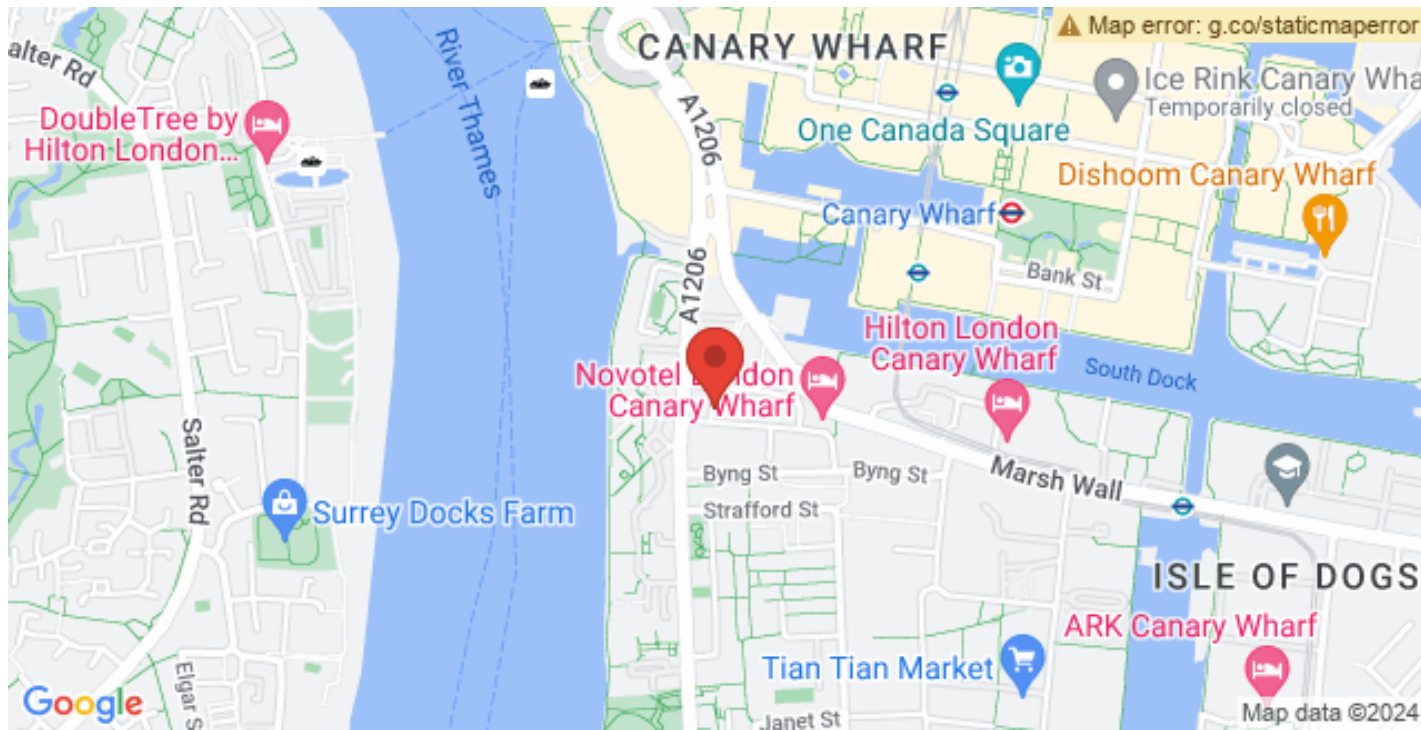 Map error: g.co/staticmaperror
CANARY WHARF
River Thames
alter Rd
DoubleTree by
Hilton London...
A1206
Ice Rink Canary Wha
Temporarily closed
One Canada Square
Dishoom Canary Wharf
Canary Wharf
A1206
Bank St
Hilton London
Canary Wharf
South Dock
Novotel London
Canary Wharf
Salter Rd
Byng St
Byng St
Marsh Wall
Strafford St
Surrey Docks Farm
ISLE OF DOGS
ARK Canary Wharf
Tian Tian Market
Elgar S
Google
Janet St
Map data ©2024